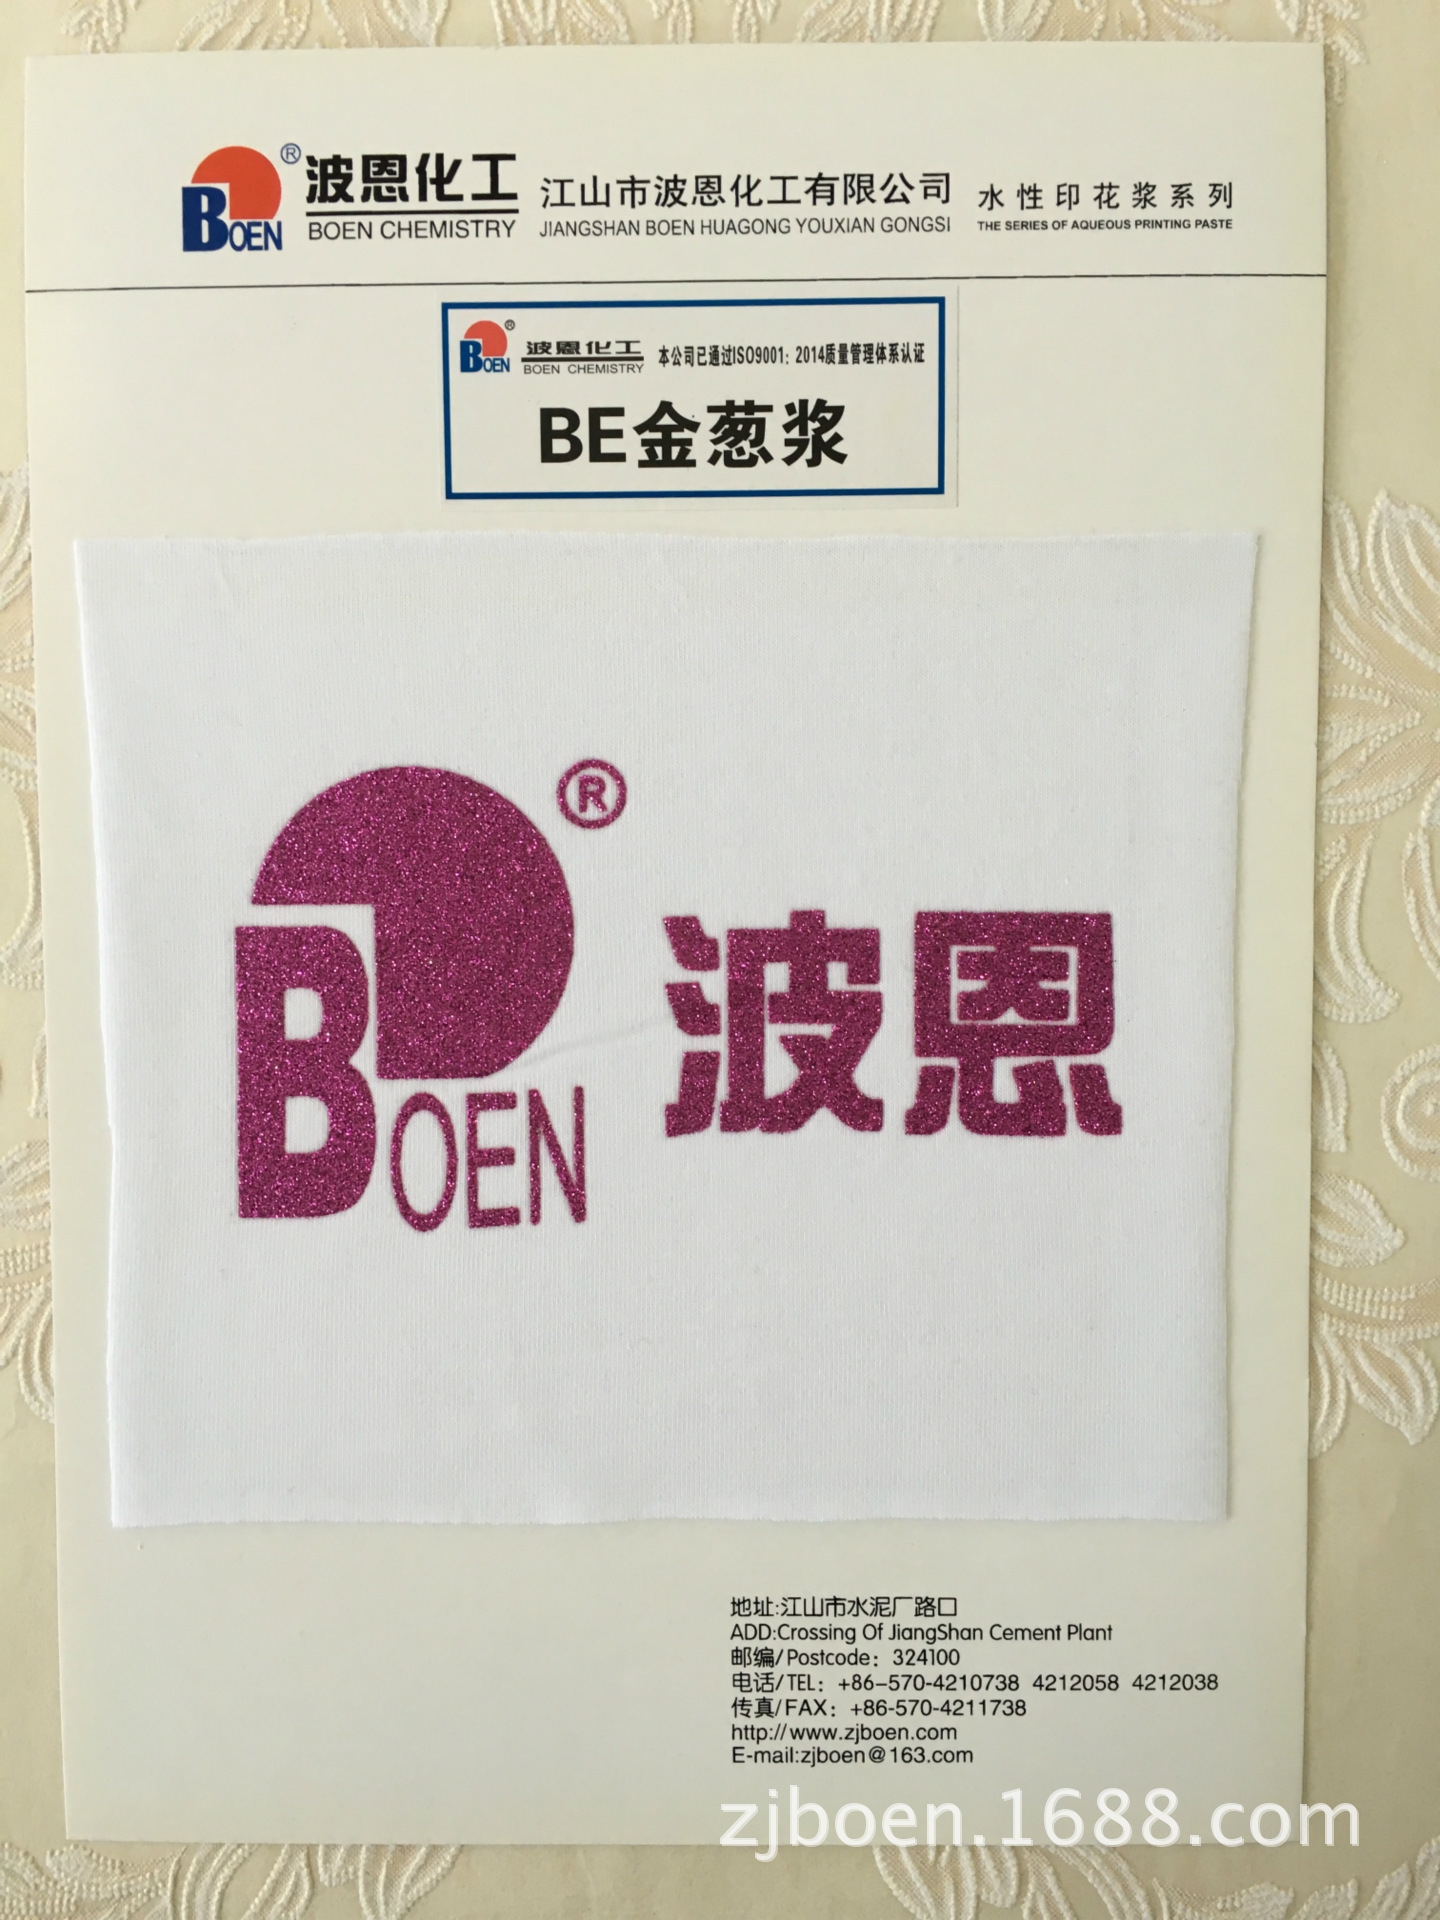 BOEN ® 波恩化工 江山市波恩化工有限公司 水性印花浆系列
BOEN CHEMISTRY JIANGSHAN BOEN HUAGONG YOUXIAN GONGSI THE SERIES OF AQUEOUS PRINTING PASTE
BOEN ® 波恩化工 本公司已通过ISO9001：2014质量管理体系认证
BOEN CHEMISTRY
BE金葱浆
®
BOEN 波恩
地址:江山市水泥厂路口
ADD:Crossing Of JiangShan Cement Plant
邮编/Postcode：324100
电话/TEL：+86-570-4210738 4212058 4212038
传真/FAX：+86-570-4211738
http://www.zjboen.com
E-mail:zjboen@163.com
zjboen.1688.com